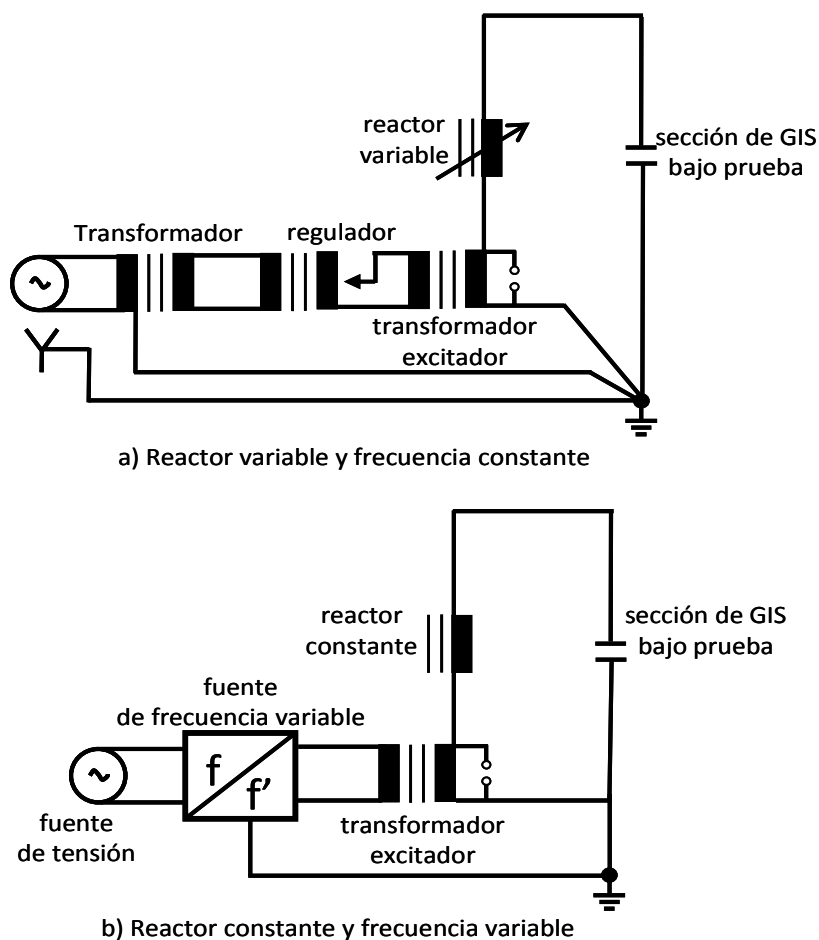 reactor
variable
sección de GIS
bajo prueba
Transformador
regulador
transformador
excitador
a) Reactor variable y frecuencia constante
reactor
constante
sección de GIS
bajo prueba
fuente
de frecuencia variable
f
f'
fuente
de tensión
transformador
excitador
b) Reactor constante y frecuencia variable